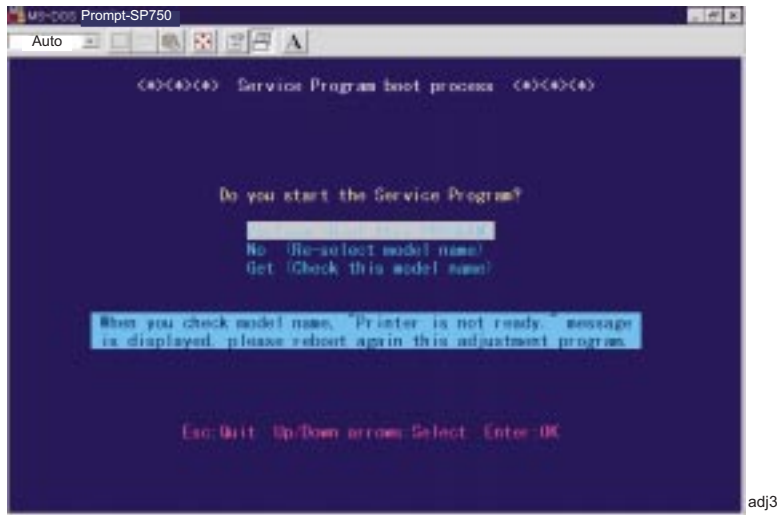 MS-DOS Prompt-SP750
Auto
A
<*><*><*> Service Program boot process <*><*><*>
Do you start the Service Program?
No (Re-select model name)
Get (Check this model name)
When you check model name, "Printer is not ready." message
is displayed, please reboot again this adjustment program.
Esc:Quit Up/Down arrows:Select Enter:OK
adj3